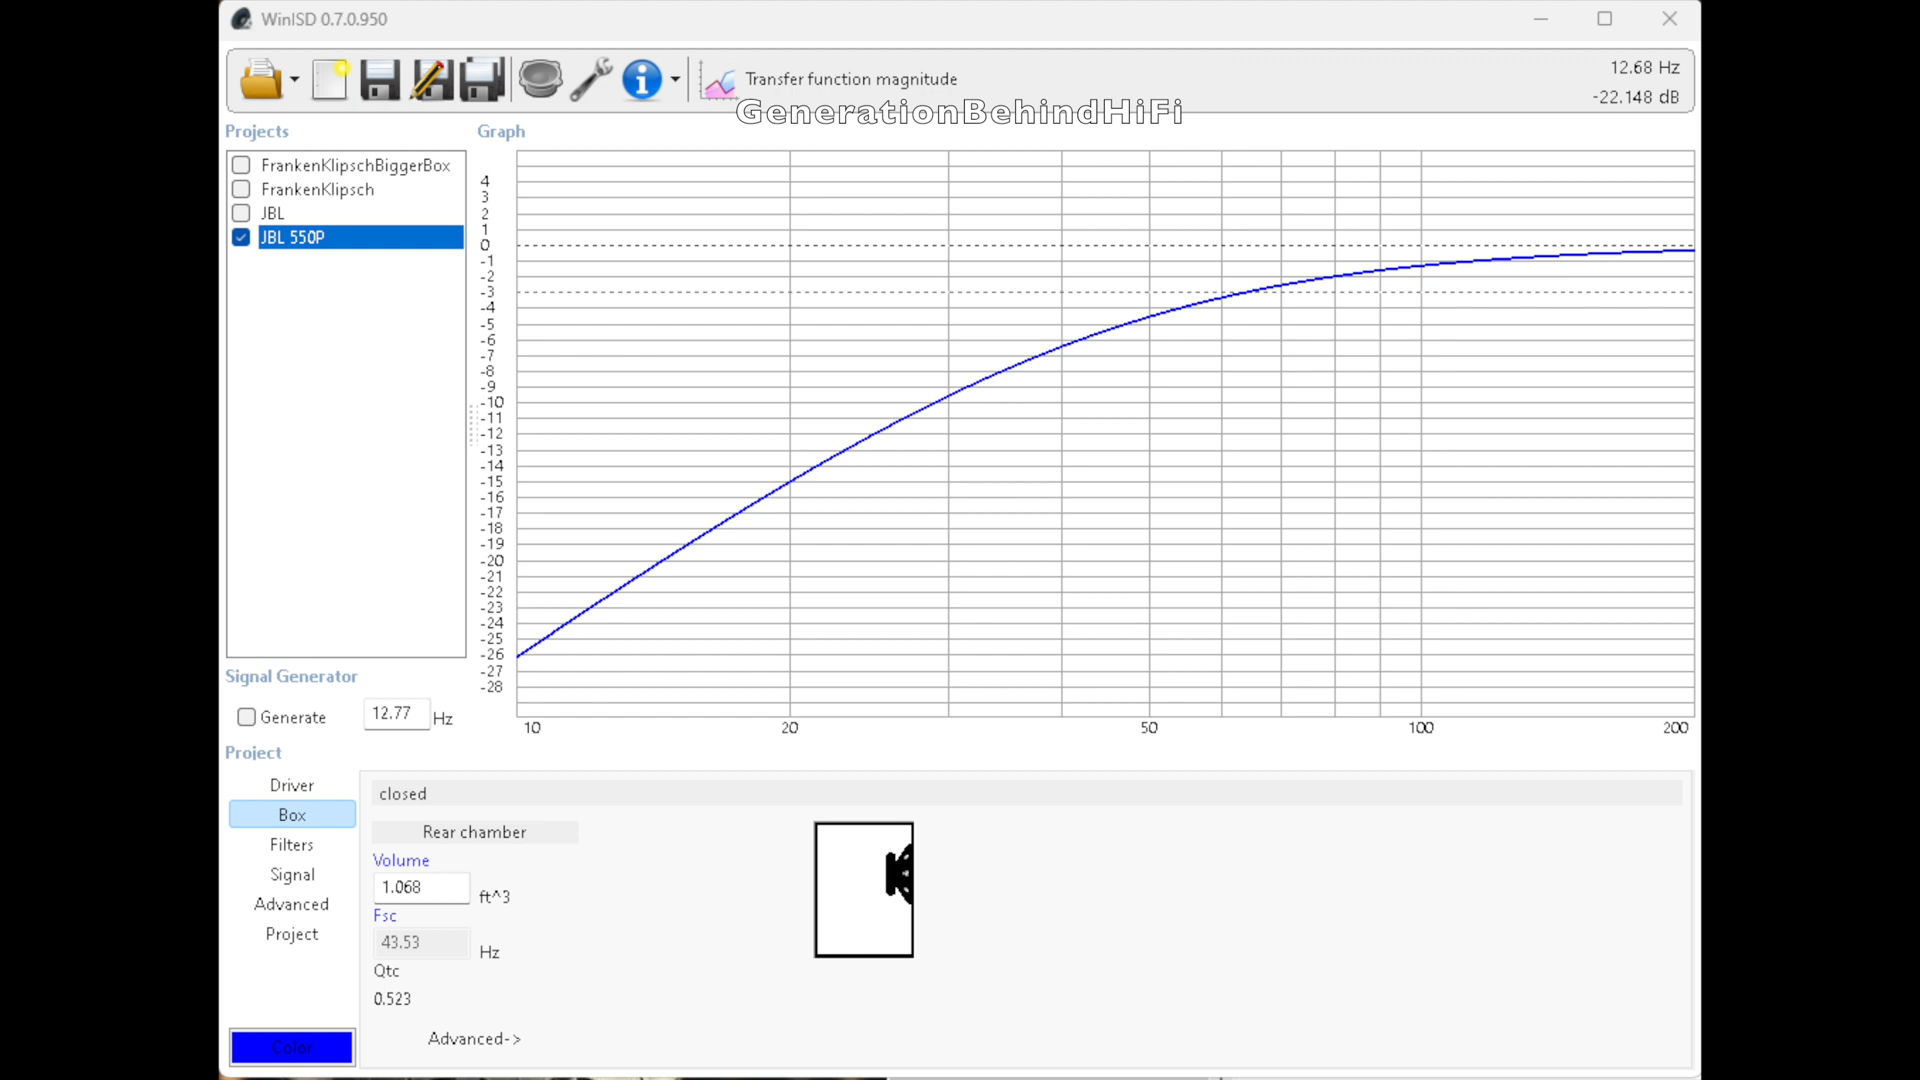 WinISD 0.7.0.950
Transfer function magnitude
12.68 Hz
-22.148 dB
GenerationBehindHiFi
Projects
Graph
FrankenKlipschBiggerBox
FrankenKlipsch
JBL
JBL 550P
4
3
2
1
0
-1
-2
-3
-4
-5
-6
-7
-8
-9
-10
-11
-12
-13
-14
-15
-16
-17
-18
-19
-20
-21
-22
-23
-24
-25
-26
-27
-28
10 20 50 100 200
Signal Generator
Generate 12.77 Hz
Project
Driver
Box
Filters
Signal
Advanced
Project
Color
closed
Rear chamber
Volume
1.068 ft^3
Fsc
43.53 Hz
Qtc
0.523
Advanced->